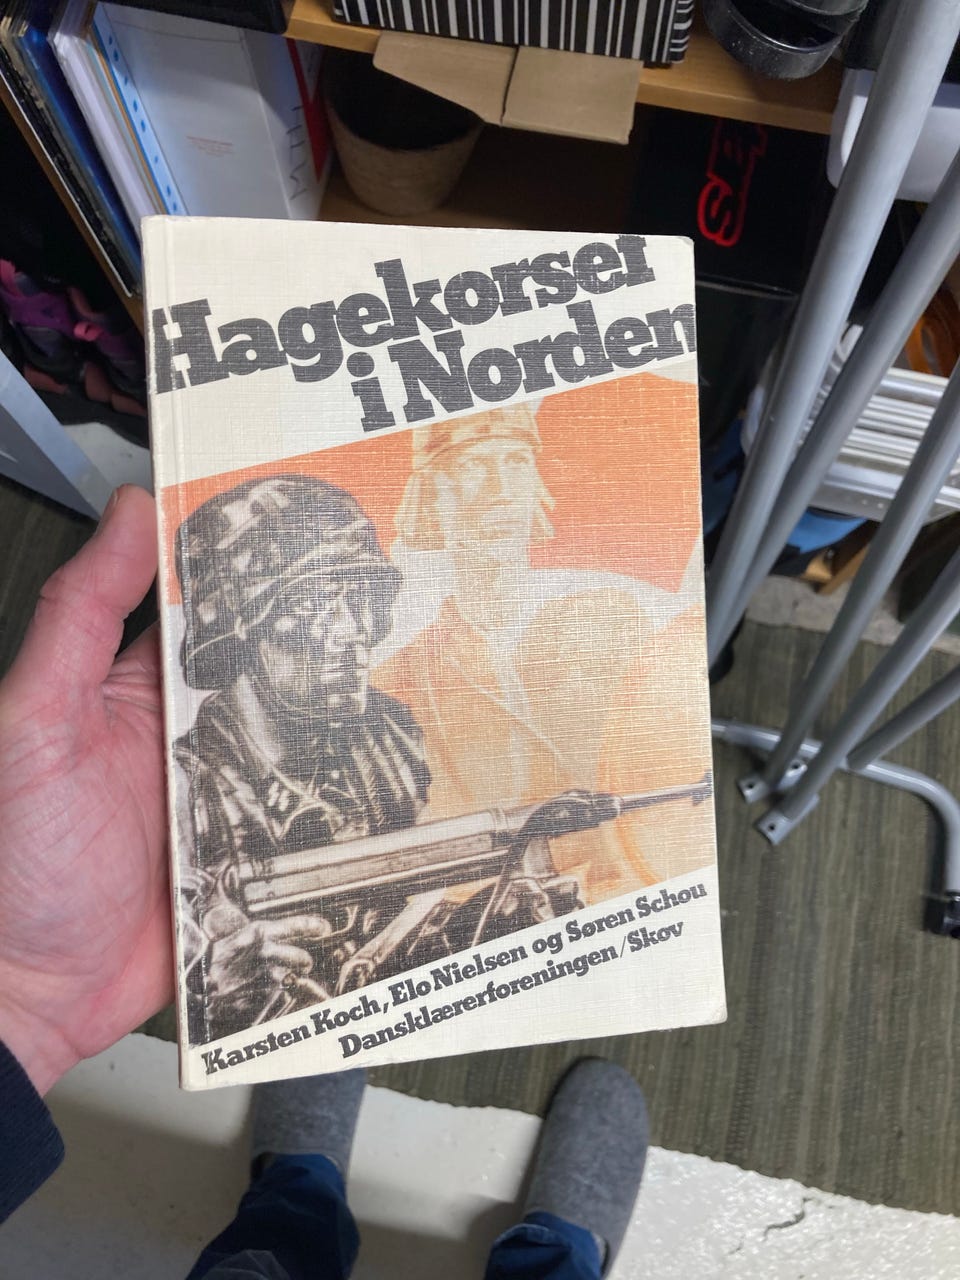 Hagekorset
i Norden
Karsten Koch, Elo Nielsen og Søren Schou
Dansklærerforeningen/Skov